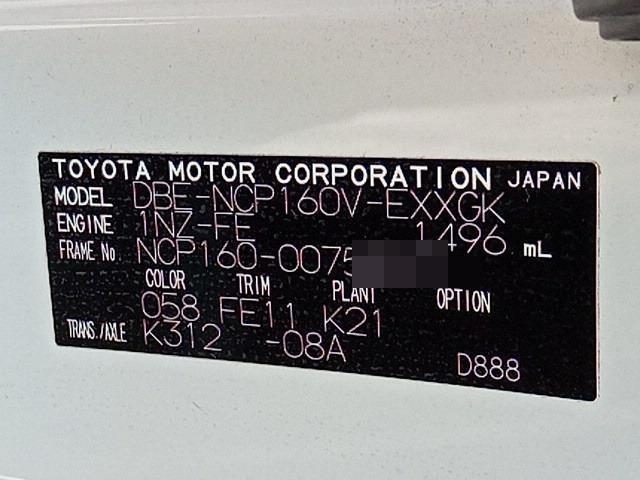 TOYOTA MOTOR CORPORATION JAPAN
MODEL DBE-NCP160V-EXXGK
ENGINE 1NZ-FE 1496 mL
FRAME No NCP160-0075
COLOR TRIM PLANT OPTION
058 FE11 K21
TRANS./AXLE K312 -08A
D888